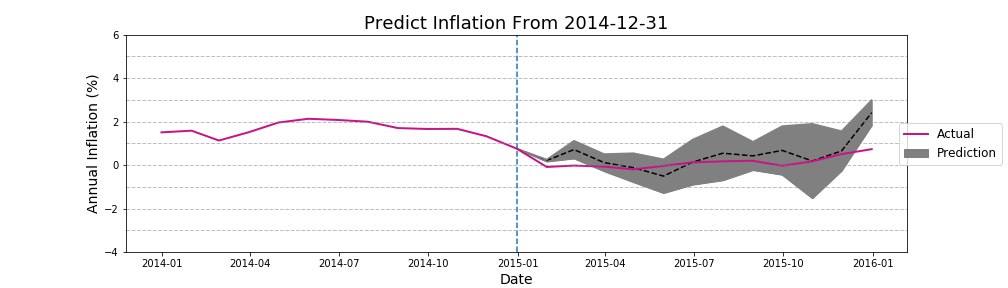 Predict Inflation From 2014-12-31
Annual Inflation (%)
6
4
2
0
−2
−4
2014-01 2014-04 2014-07 2014-10 2015-01 2015-04 2015-07 2015-10 2016-01
Date
Actual
Prediction